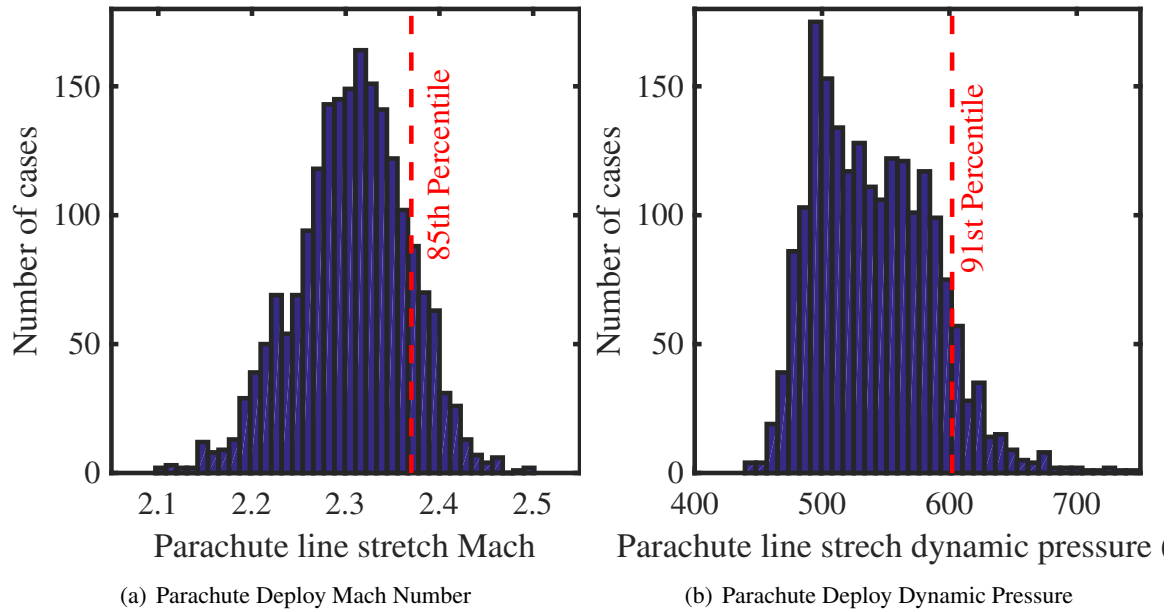 150
100
50
0
Number of cases
85th Percentile
2.1 2.2 2.3 2.4 2.5
Parachute line stretch Mach
(a) Parachute Deploy Mach Number
150
100
50
0
Number of cases
91st Percentile
400 500 600 700
Parachute line strech dynamic pressure (
(b) Parachute Deploy Dynamic Pressure